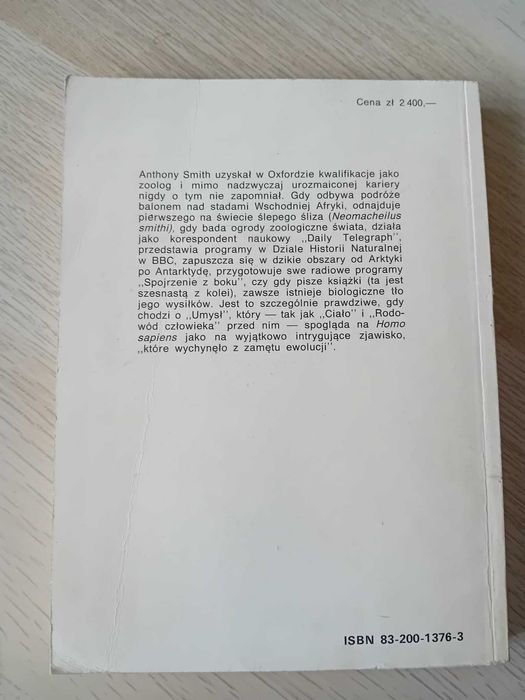 Cena zł 2 400,—
Anthony Smith uzyskał w Oxfordzie kwalifikacje jako
zoolog i mimo nadzwyczaj urozmaiconej kariery
nigdy o tym nie zapomniał. Gdy odbywa podróże
balonem nad stadami Wschodniej Afryki, odnajduje
pierwszego na świecie ślepego śliza (Neomacheilus
smithi), gdy bada ogrody zoologiczne świata, działa
jako korespondent naukowy ,,Daily Telegraph'',
przedstawia programy w Dziale Historii Naturalnej
w BBC, zapuszcza się w dzikie obszary od Arktyki
po Antarktydę, przygotowuje swe radiowe programy
,,Spojrzenie z boku'', czy gdy pisze książki (ta jest
szesnastą z kolei), zawsze istnieje biologiczne tło
jego wysiłków. Jest to szczególnie prawdziwe, gdy
chodzi o ,,Umysł'', który — tak jak ,,Ciało'' i ,,Rodo-
wód człowieka'' przed nim — spogląda na Homo
sapiens jako na wyjątkowo intrygujące zjawisko,
,,które wychynęło z zamętu ewolucji''.
ISBN 83-200-1376-3